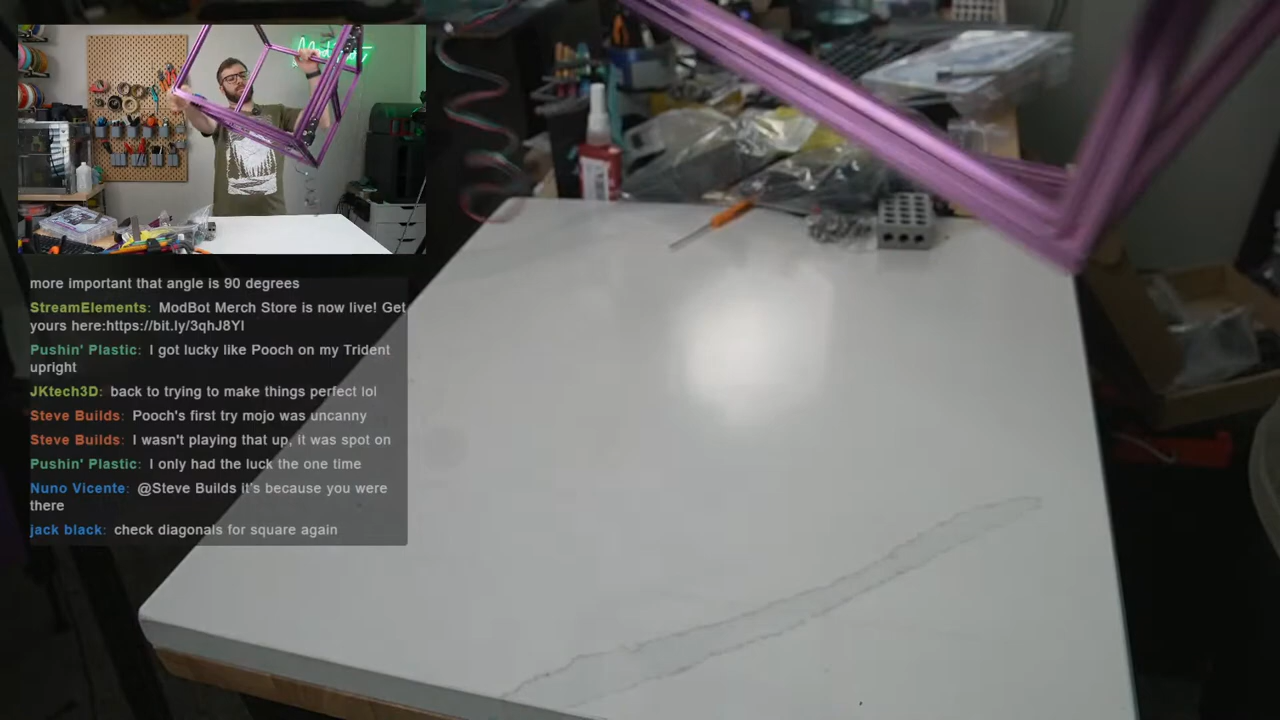 more important that angle is 90 degrees
StreamElements: ModBot Merch Store is now live! Get
yours here:https://bit.ly/3qhJ8YI
Pushin' Plastic: I got lucky like Pooch on my Trident
upright
JKtech3D: back to trying to make things perfect lol
Steve Builds: Pooch's first try mojo was uncanny
Steve Builds: I wasn't playing that up, it was spot on
Pushin' Plastic: I only had the luck the one time
Nuno Vicente: @Steve Builds it's because you were
there
jack black: check diagonals for square again